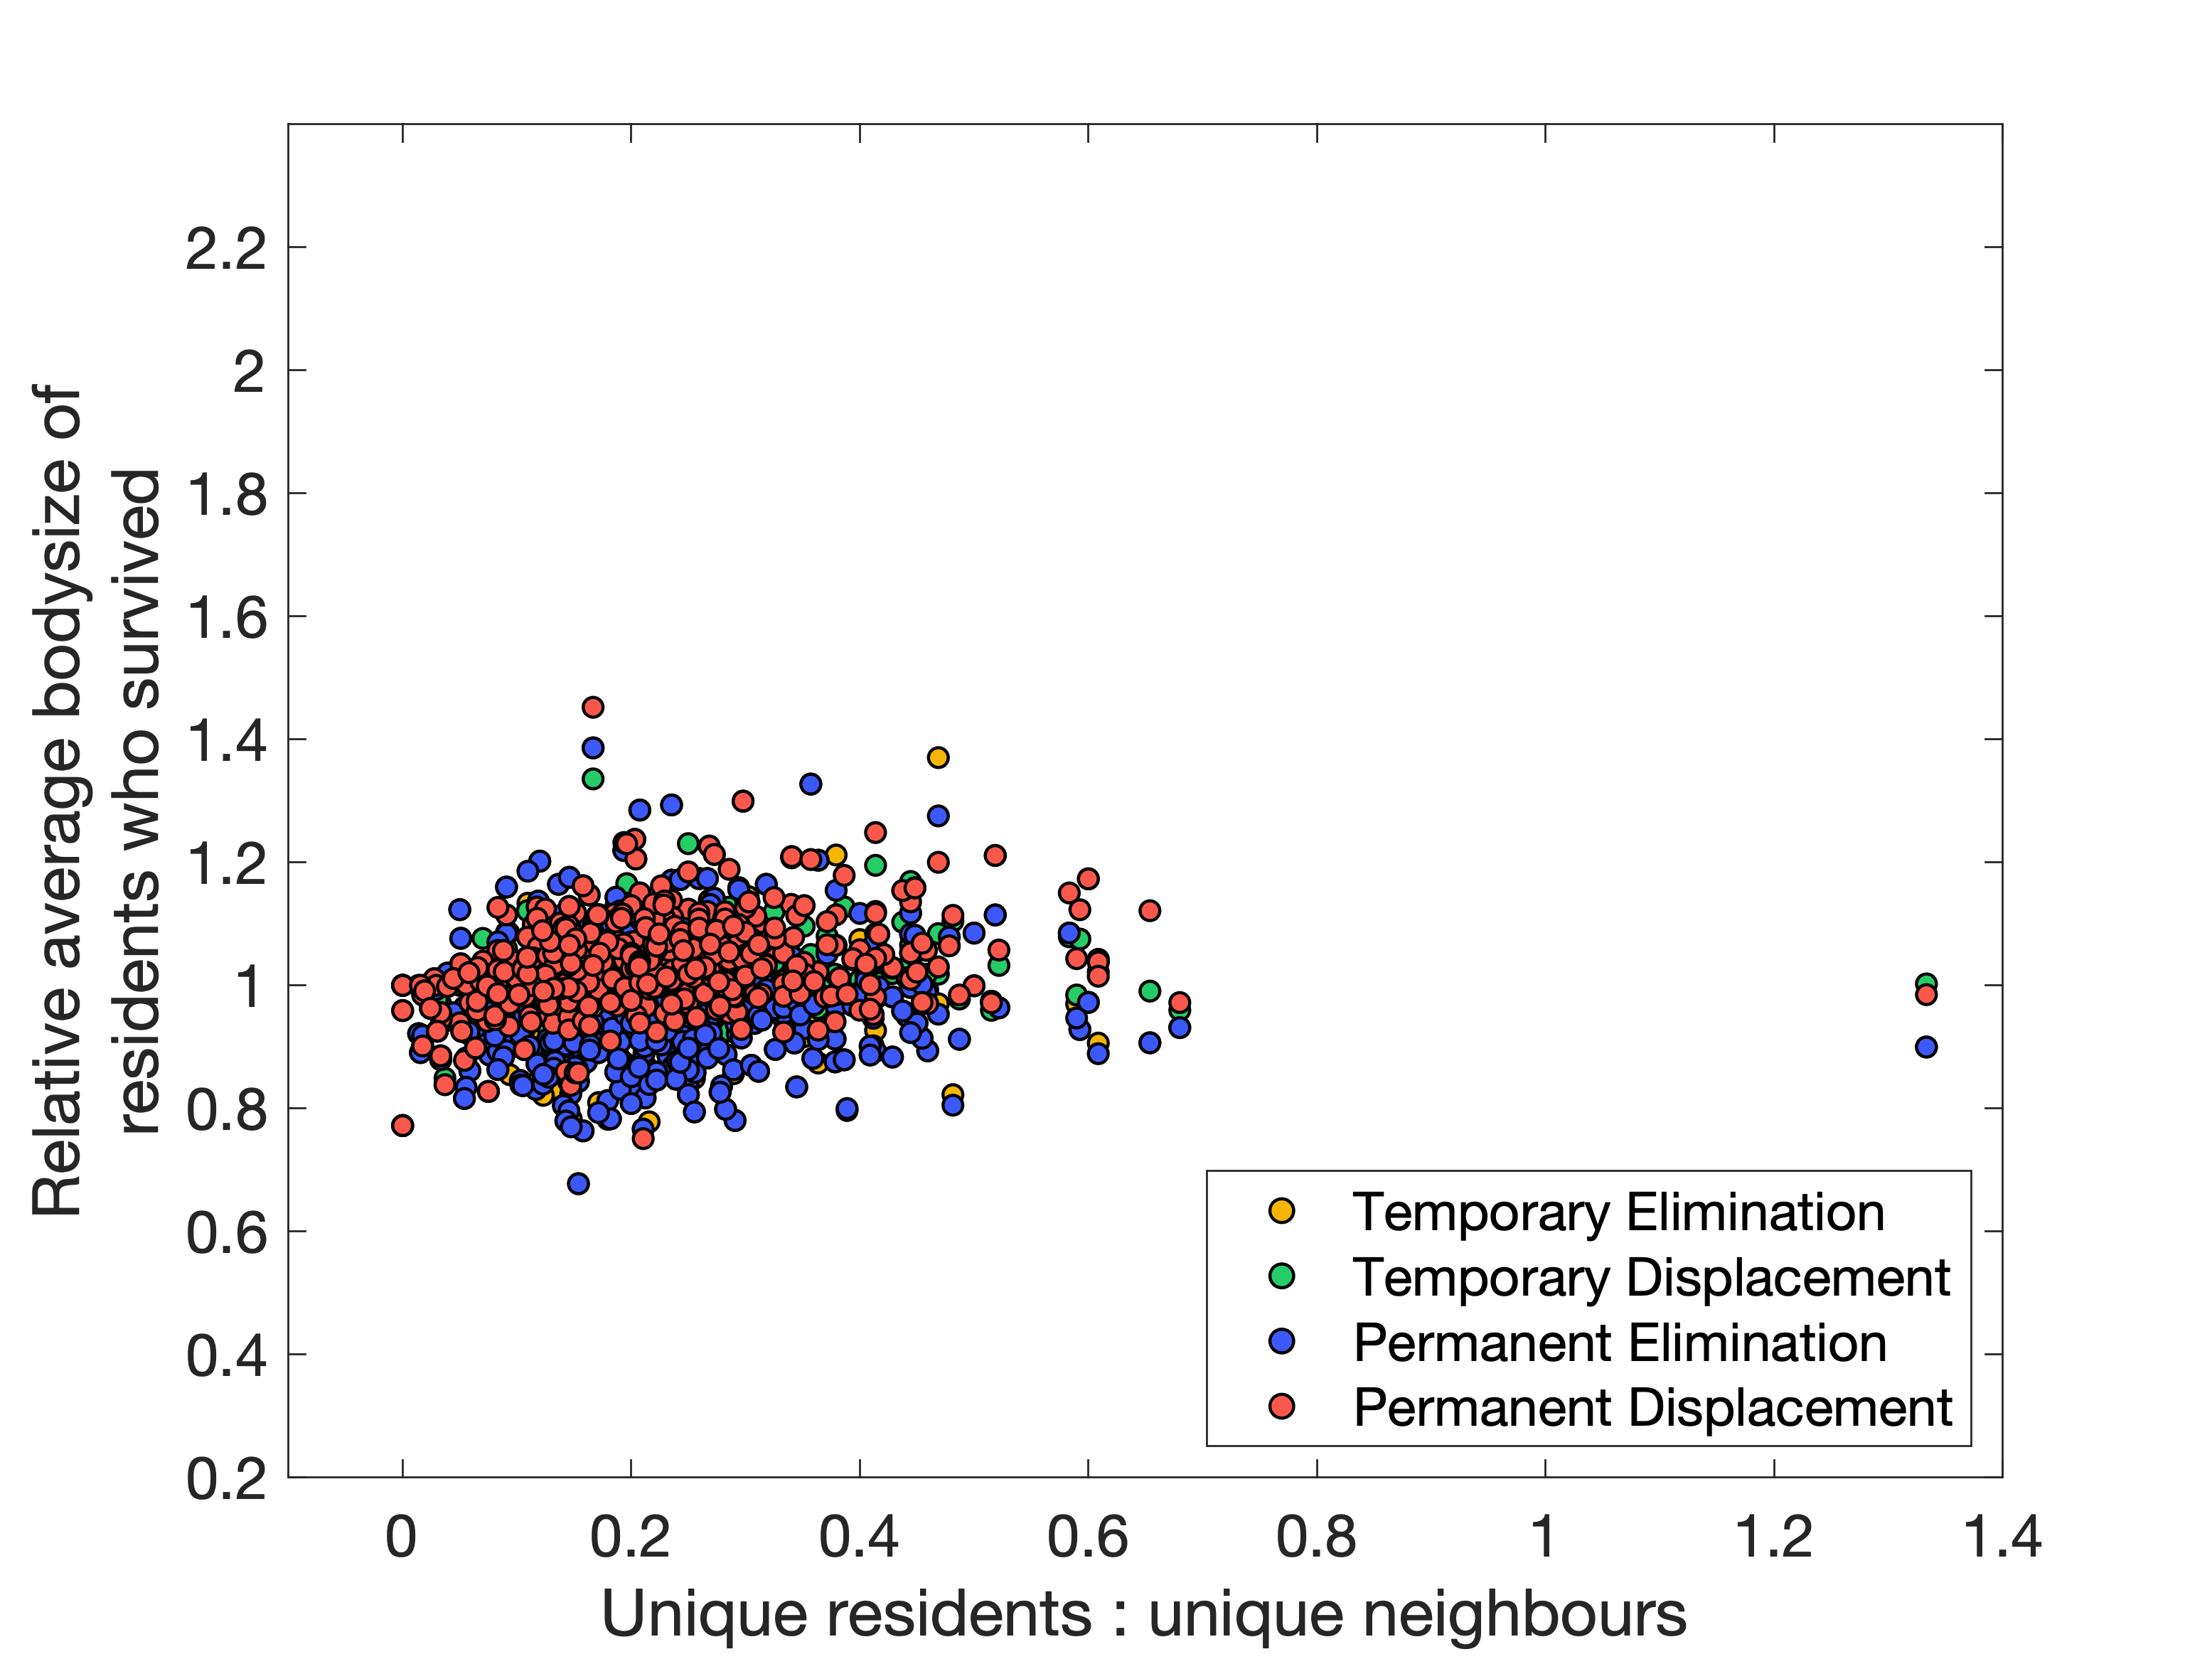 Relative average bodysize of
residents who survived
2.2
2
1.8
1.6
1.4
1.2
1
0.8
0.6
0.4
0.2
Temporary Elimination
Temporary Displacement
Permanent Elimination
Permanent Displacement
0 0.2 0.4 0.6 0.8 1 1.2 1.4
Unique residents : unique neighbours